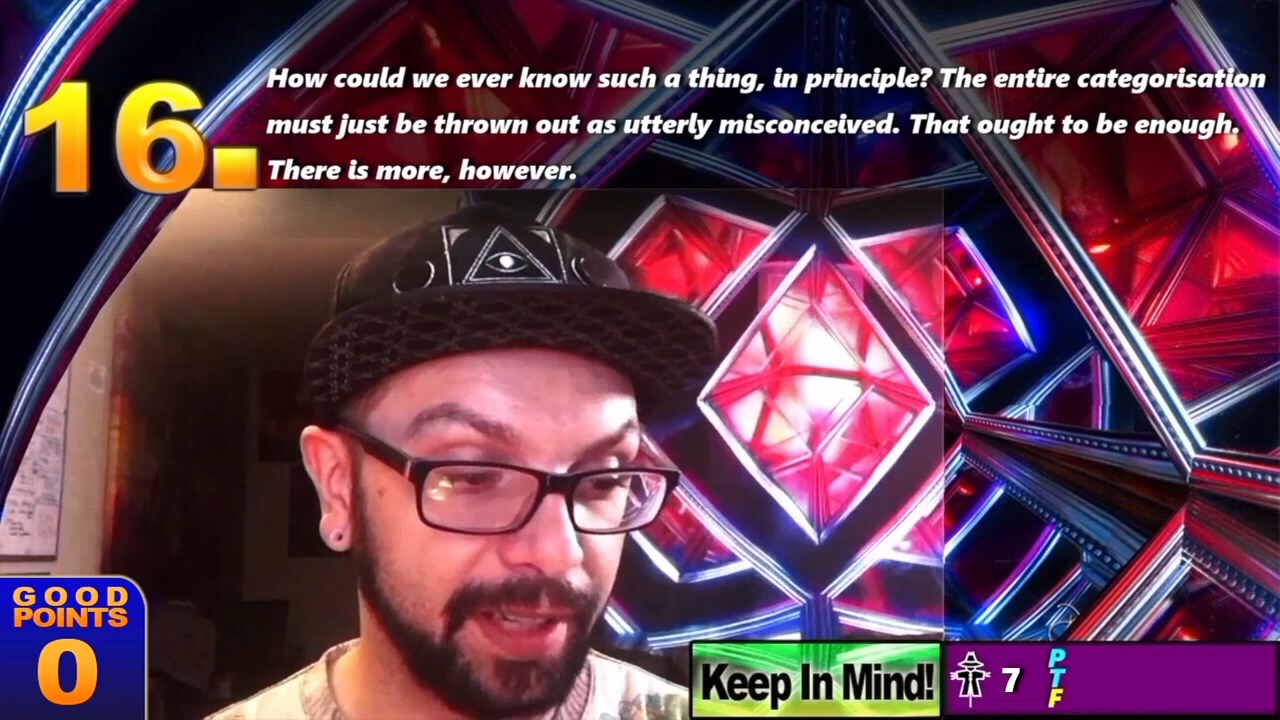 16.
How could we ever know such a thing, in principle? The entire categorisation
must just be thrown out as utterly misconceived. That ought to be enough.
There is more, however.
GOOD
POINTS
0
Keep In Mind!
7
P
T
F